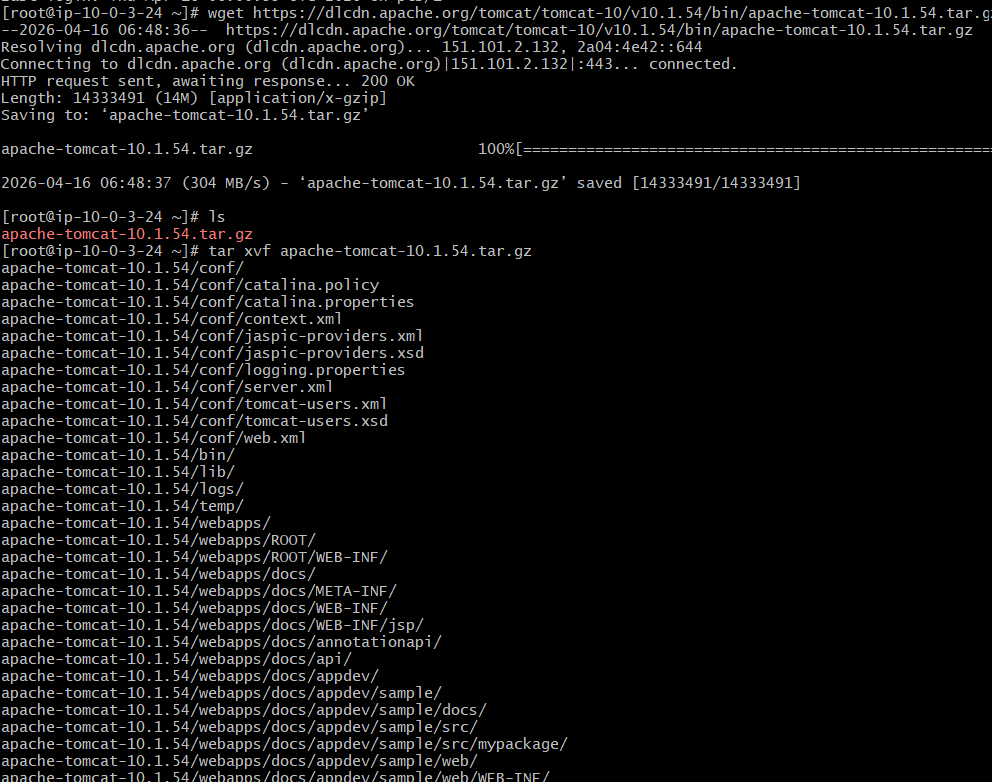 [root@ip-10-0-3-24 ~]# wget https://dlcdn.apache.org/tomcat/tomcat-10/v10.1.54/bin/apache-tomcat-10.1.54.tar.g
--2026-04-16 06:48:36--  https://dlcdn.apache.org/tomcat/tomcat-10/v10.1.54/bin/apache-tomcat-10.1.54.tar.gz
Resolving dlcdn.apache.org (dlcdn.apache.org)... 151.101.2.132, 2a04:4e42::644
Connecting to dlcdn.apache.org (dlcdn.apache.org)|151.101.2.132|:443... connected.
HTTP request sent, awaiting response... 200 OK
Length: 14333491 (14M) [application/x-gzip]
Saving to: ‘apache-tomcat-10.1.54.tar.gz’
apache-tomcat-10.1.54.tar.gz                         100%[====================================================
2026-04-16 06:48:37 (304 MB/s) - ‘apache-tomcat-10.1.54.tar.gz’ saved [14333491/14333491]
[root@ip-10-0-3-24 ~]# ls
apache-tomcat-10.1.54.tar.gz
[root@ip-10-0-3-24 ~]# tar xvf apache-tomcat-10.1.54.tar.gz
apache-tomcat-10.1.54/conf/
apache-tomcat-10.1.54/conf/catalina.policy
apache-tomcat-10.1.54/conf/catalina.properties
apache-tomcat-10.1.54/conf/context.xml
apache-tomcat-10.1.54/conf/jaspic-providers.xml
apache-tomcat-10.1.54/conf/jaspic-providers.xsd
apache-tomcat-10.1.54/conf/logging.properties
apache-tomcat-10.1.54/conf/server.xml
apache-tomcat-10.1.54/conf/tomcat-users.xml
apache-tomcat-10.1.54/conf/tomcat-users.xsd
apache-tomcat-10.1.54/conf/web.xml
apache-tomcat-10.1.54/bin/
apache-tomcat-10.1.54/lib/
apache-tomcat-10.1.54/logs/
apache-tomcat-10.1.54/temp/
apache-tomcat-10.1.54/webapps/
apache-tomcat-10.1.54/webapps/ROOT/
apache-tomcat-10.1.54/webapps/ROOT/WEB-INF/
apache-tomcat-10.1.54/webapps/docs/
apache-tomcat-10.1.54/webapps/docs/META-INF/
apache-tomcat-10.1.54/webapps/docs/WEB-INF/
apache-tomcat-10.1.54/webapps/docs/WEB-INF/jsp/
apache-tomcat-10.1.54/webapps/docs/annotationapi/
apache-tomcat-10.1.54/webapps/docs/api/
apache-tomcat-10.1.54/webapps/docs/appdev/
apache-tomcat-10.1.54/webapps/docs/appdev/sample/
apache-tomcat-10.1.54/webapps/docs/appdev/sample/docs/
apache-tomcat-10.1.54/webapps/docs/appdev/sample/src/
apache-tomcat-10.1.54/webapps/docs/appdev/sample/src/mypackage/
apache-tomcat-10.1.54/webapps/docs/appdev/sample/web/
apache-tomcat-10.1.54/webapps/docs/appdev/sample/web/WEB-INF/